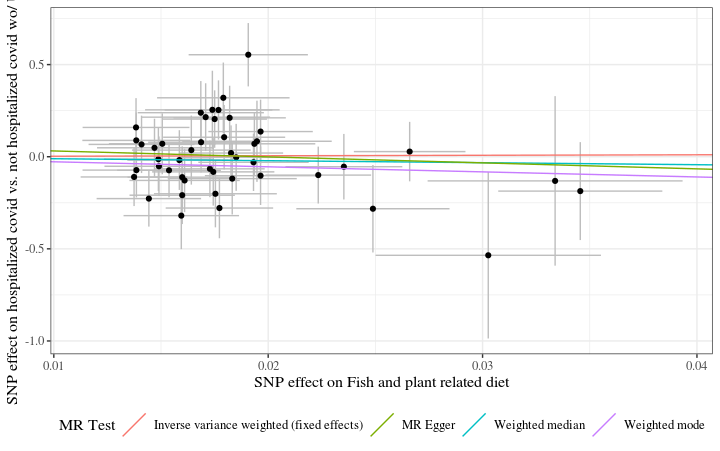 SNP effect on hospitalized covid vs. not hospitalized covid wo/
0.5
0.0
-0.5
-1.0
0.01 0.02 0.03 0.04
SNP effect on Fish and plant related diet
MR Test Inverse variance weighted (fixed effects) MR Egger Weighted median Weighted mode